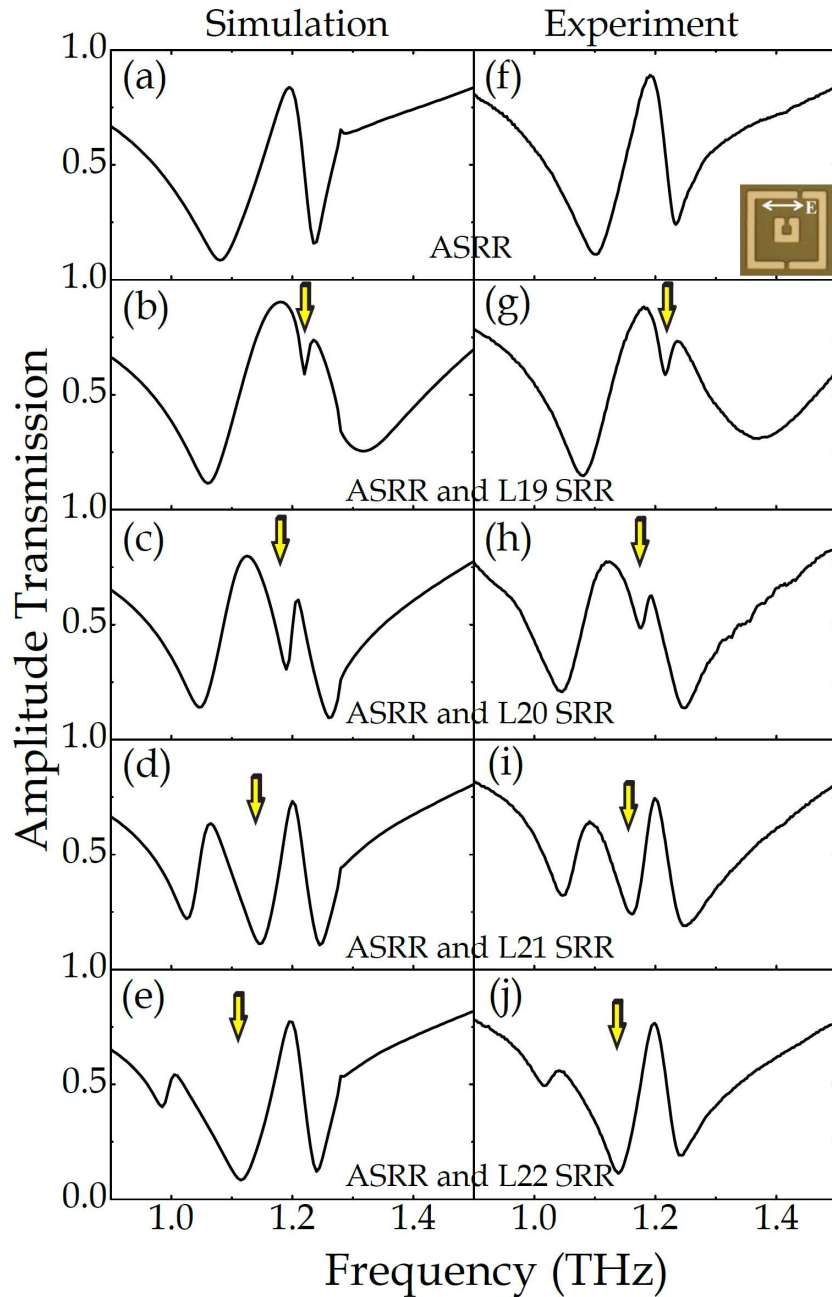 Simulation Experiment
1.0
(a) (f)
0.5
E
ASRR
1.0
(b) (g)
0.5
ASRR and L19 SRR
1.0
(c) (h)
0.5
ASRR and L20 SRR
1.0
(d) (i)
0.5
ASRR and L21 SRR
1.0
(e) (j)
0.5
ASRR and L22 SRR
0.0
1.0 1.2 1.4 1.0 1.2 1.4
Frequency (THz)
Amplitude Transmission